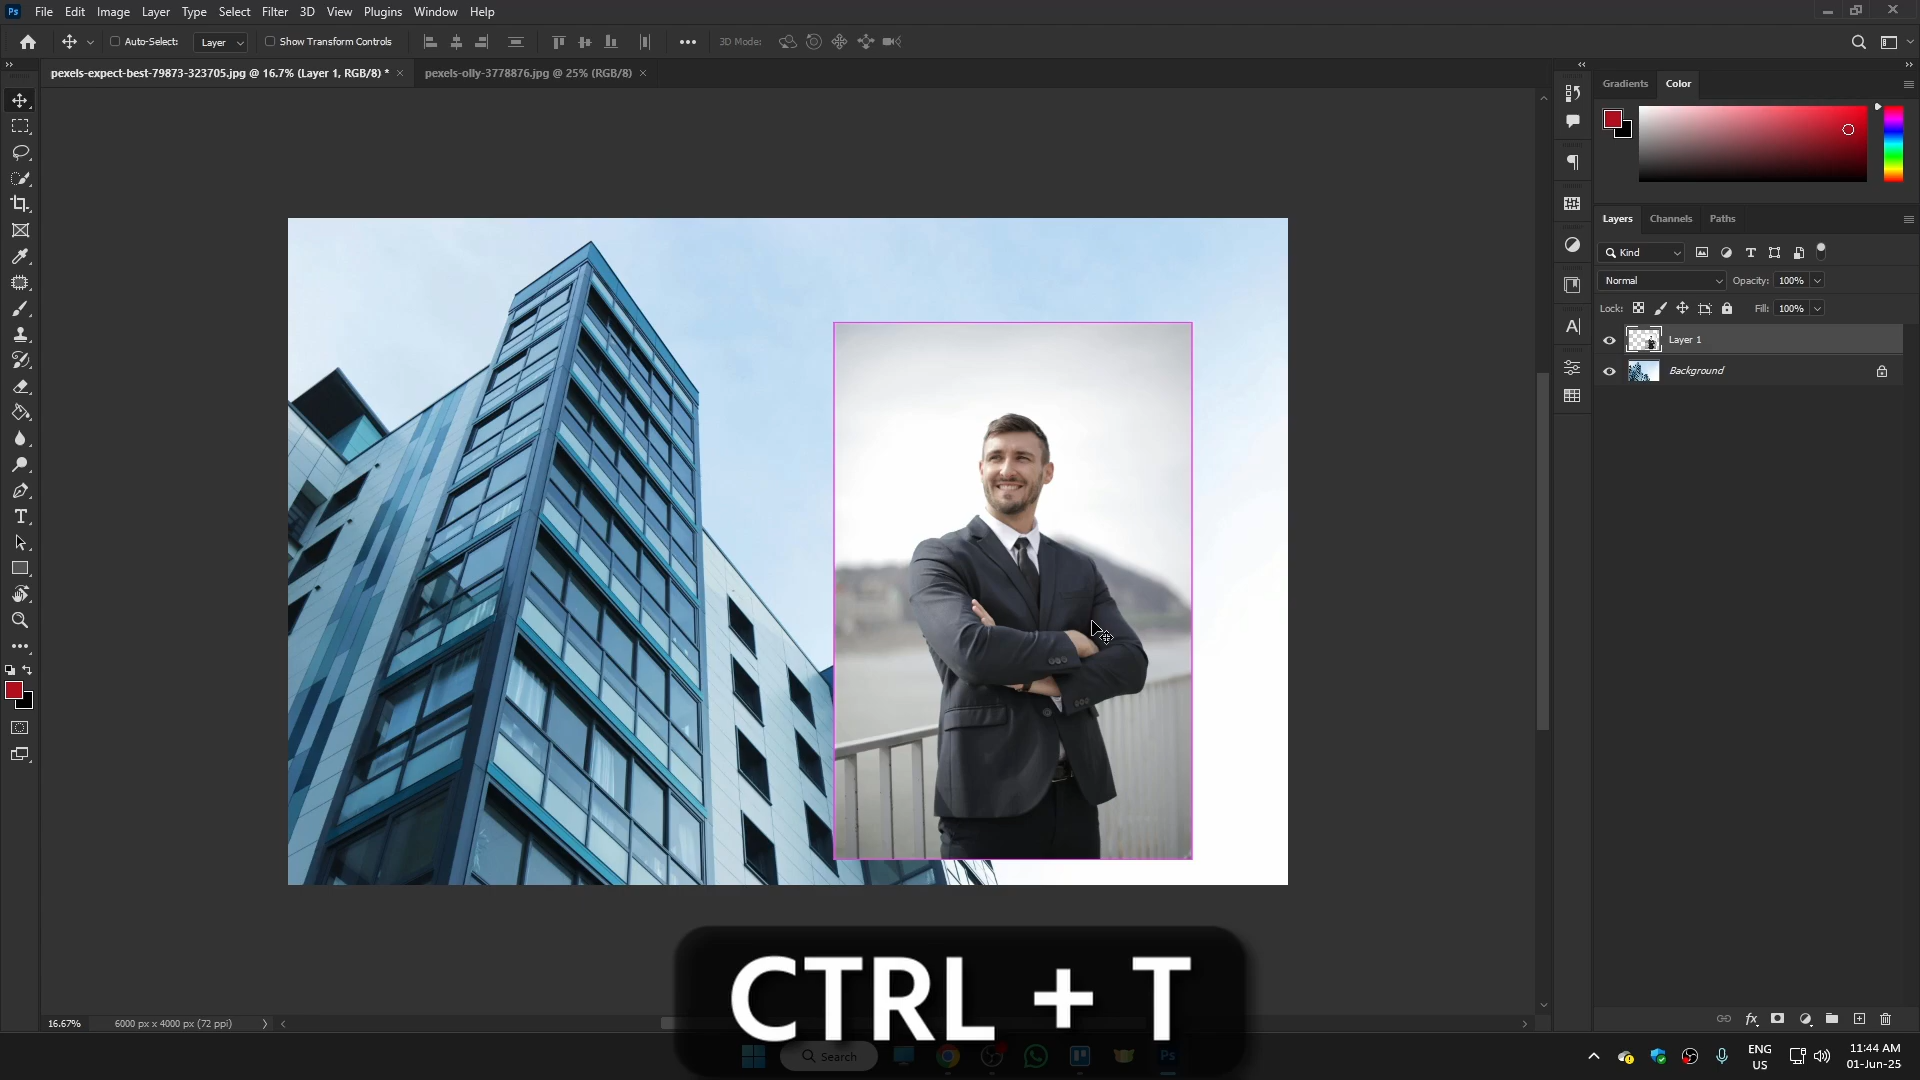 Ps File Edit Image Layer Type Select Filter 3D View Plugins Window Help
Auto-Select: Layer Show Transform Controls 3D Mode:
pexels-expect-best-79873-323705.jpg @ 16.7% (Layer 1, RGB/8) * × pexels-olly-3778876.jpg @ 25% (RGB/8) ×
Gradients Color
Layers Channels Paths
Kind
Normal Opacity: 100%
Lock: Fill: 100%
Layer 1
Background
16.67% 6000 px x 4000 px (72 ppi)
CTRL + T
Search
Ps
ENG
US
11:44 AM
01-Jun-25